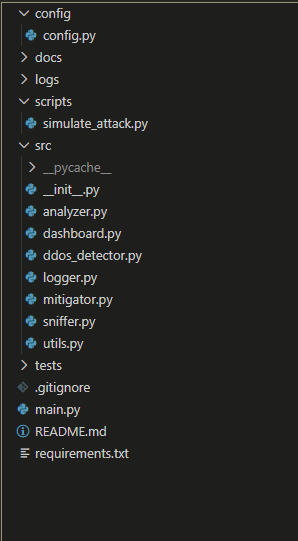 config
config.py
docs
logs
scripts
simulate_attack.py
src
__pycache__
__init__.py
analyzer.py
dashboard.py
ddos_detector.py
logger.py
mitigator.py
sniffer.py
utils.py
tests
.gitignore
main.py
README.md
requirements.txt